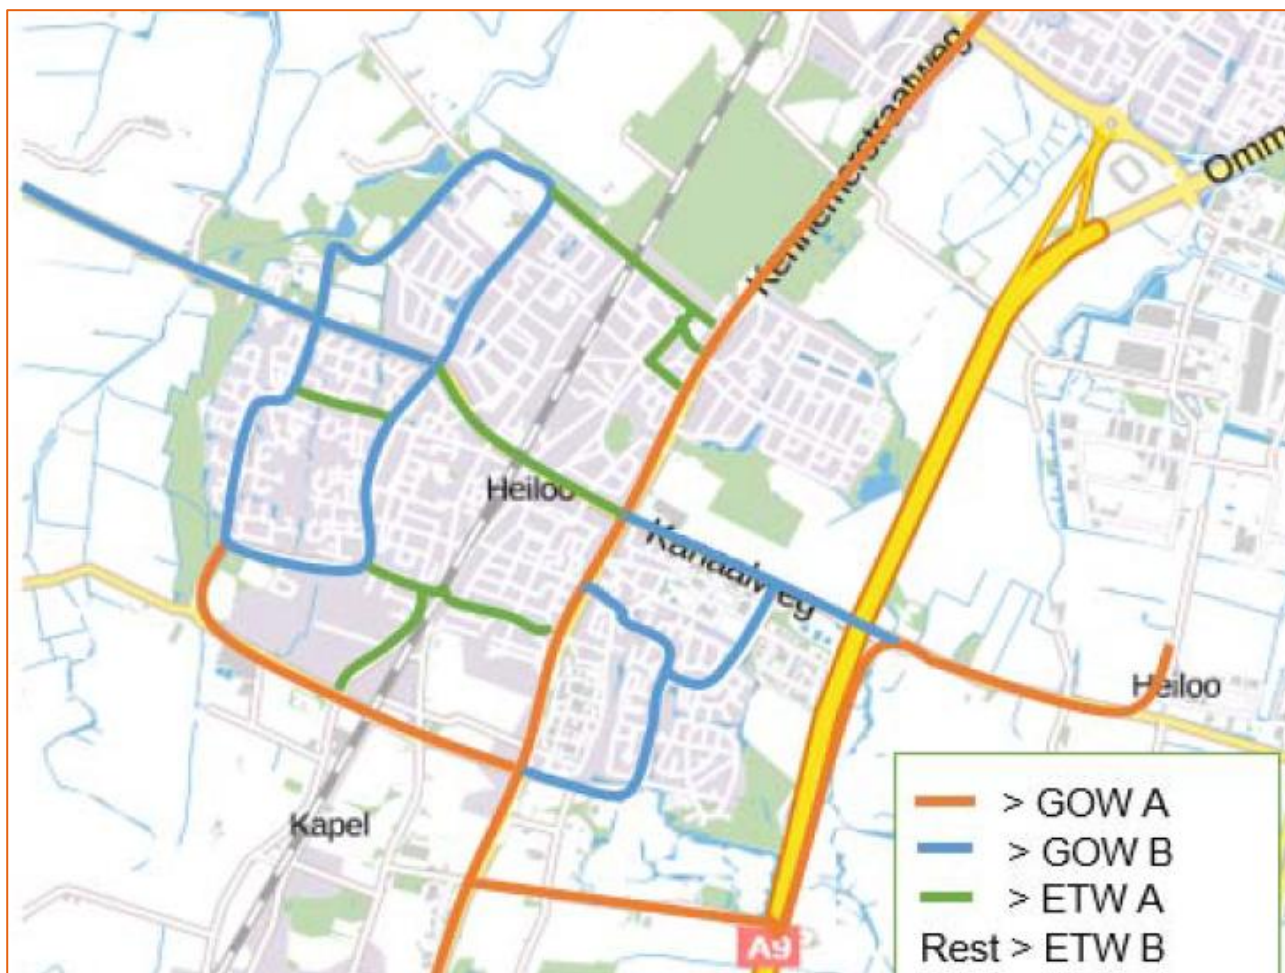 Kennemerstraatweg
Omm
Heiloo
Kanaalweg
Heiloo
Kapel
A9
> GOW A
> GOW B
> ETW A
Rest > ETW B